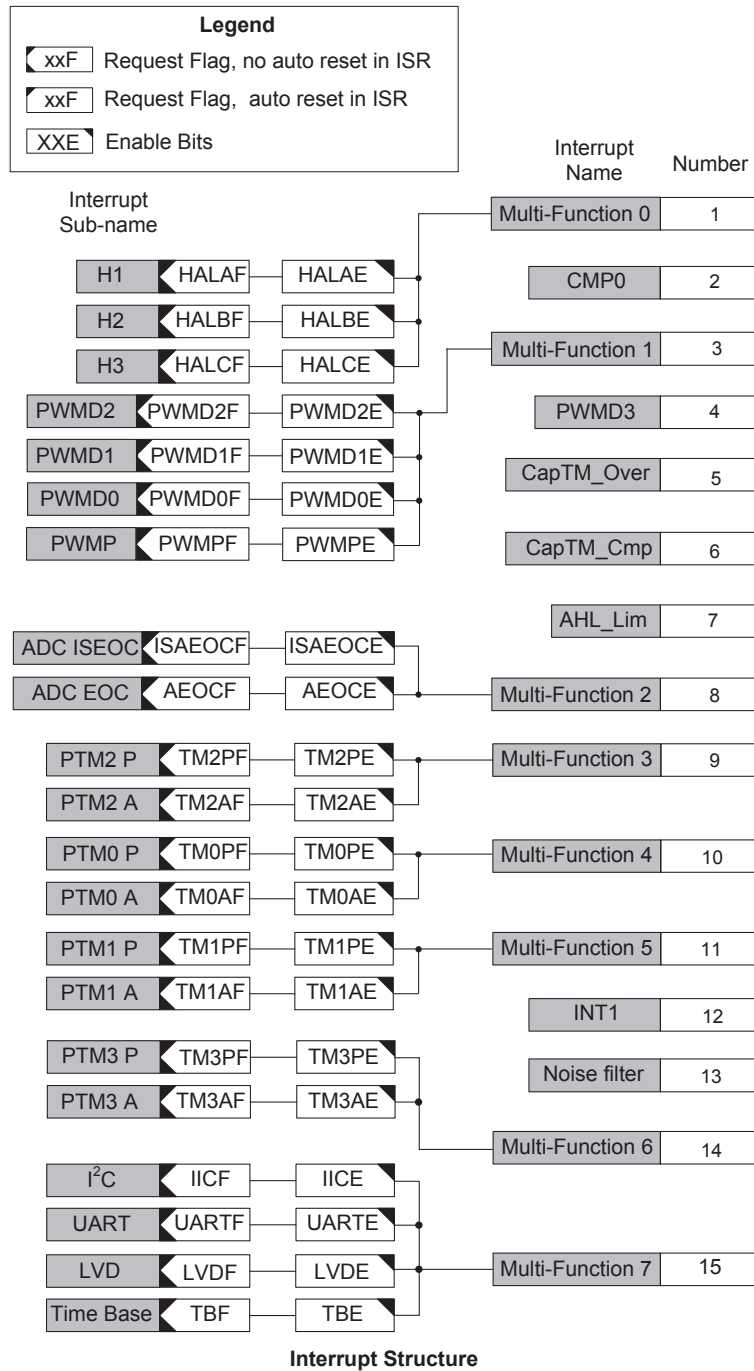 Legend
xxF Request Flag, no auto reset in ISR
xxF Request Flag, auto reset in ISR
XXE Enable Bits
Interrupt Name Number
Interrupt Sub-name
Multi-Function 0 1
H1 HALAF HALAE
CMP0 2
H2 HALBF HALBE
Multi-Function 1 3
H3 HALCF HALCE
PWMD2 PWMD2F PWMD2E
PWMD3 4
PWMD1 PWMD1F PWMD1E
CapTM_Over 5
PWMD0 PWMD0F PWMD0E
PWMP PWMPF PWMPE
CapTM_Cmp 6
AHL_Lim 7
ADC ISEOC ISAEOCF ISAEOCE
ADC EOC AEOCF AEOCE Multi-Function 2 8
PTM2 P TM2PF TM2PE Multi-Function 3 9
PTM2 A TM2AF TM2AE
PTM0 P TM0PF TM0PE Multi-Function 4 10
PTM0 A TM0AF TM0AE
PTM1 P TM1PF TM1PE Multi-Function 5 11
PTM1 A TM1AF TM1AE
INT1 12
PTM3 P TM3PF TM3PE
Noise filter 13
PTM3 A TM3AF TM3AE
Multi-Function 6 14
I²C IICF IICE
UART UARTF UARTE
LVD LVDF LVDE Multi-Function 7 15
Time Base TBF TBE
Interrupt Structure